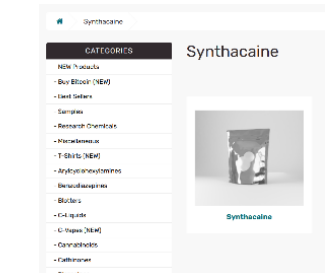 Synthacaine
CATEGORIES
Synthacaine
- NEW Products
- Buy Bitcoin (NEW)
- Best Sellers
- Samples
- Research Chemicals
- Miscellaneous
- T-Shirts (NEW)
- Arylcyclohexylamines
- Benzodiazepines
- Blotters
- C-Liquids
- C-Vapes (NEW)
- Cannabinoids
- Cathinones
Synthacaine